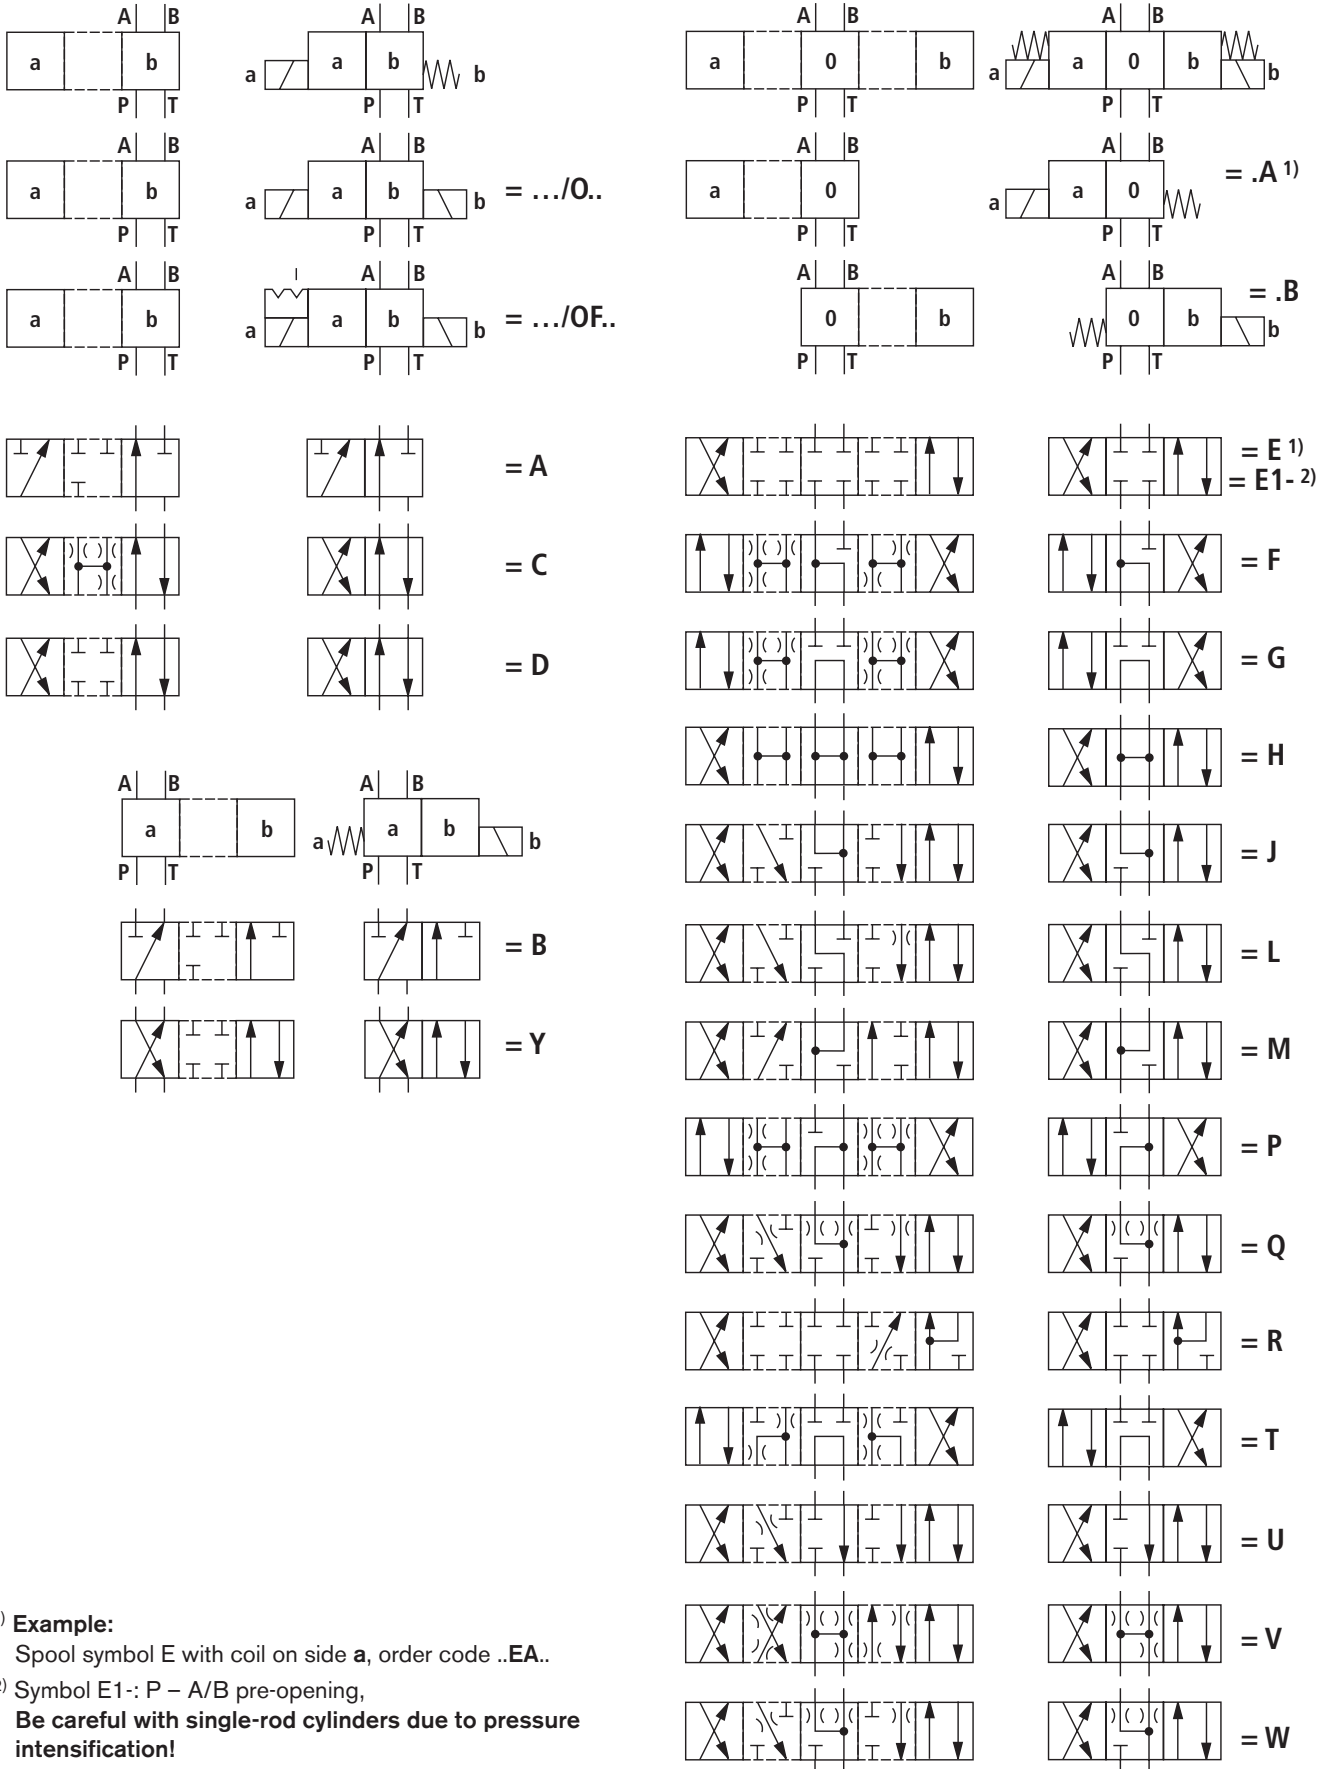 A B
a b
P T
A B
a a b b
P T
A B
a 0 b
P T
A B
a a 0 b b
P T
A B
a b
P T
A B
a a b b = .../O..
P T
A B
a 0
P T
A B
a a 0 = .A 1)
P T
A B
a b
P T
A B
a a b b = .../OF..
P T
A B
0 b
P T
A B
0 b b = .B
P T
= A
= C
= D
A B
a b
P T
A B
a a b b
P T
= B
= Y
= E 1)
= E1- 2)
= F
= G
= H
= J
= L
= M
= P
= Q
= R
= T
= U
= V
= W
) Example:
Spool symbol E with coil on side a, order code ..EA..
2) Symbol E1-: P – A/B pre-opening,
Be careful with single-rod cylinders due to pressure
intensification!